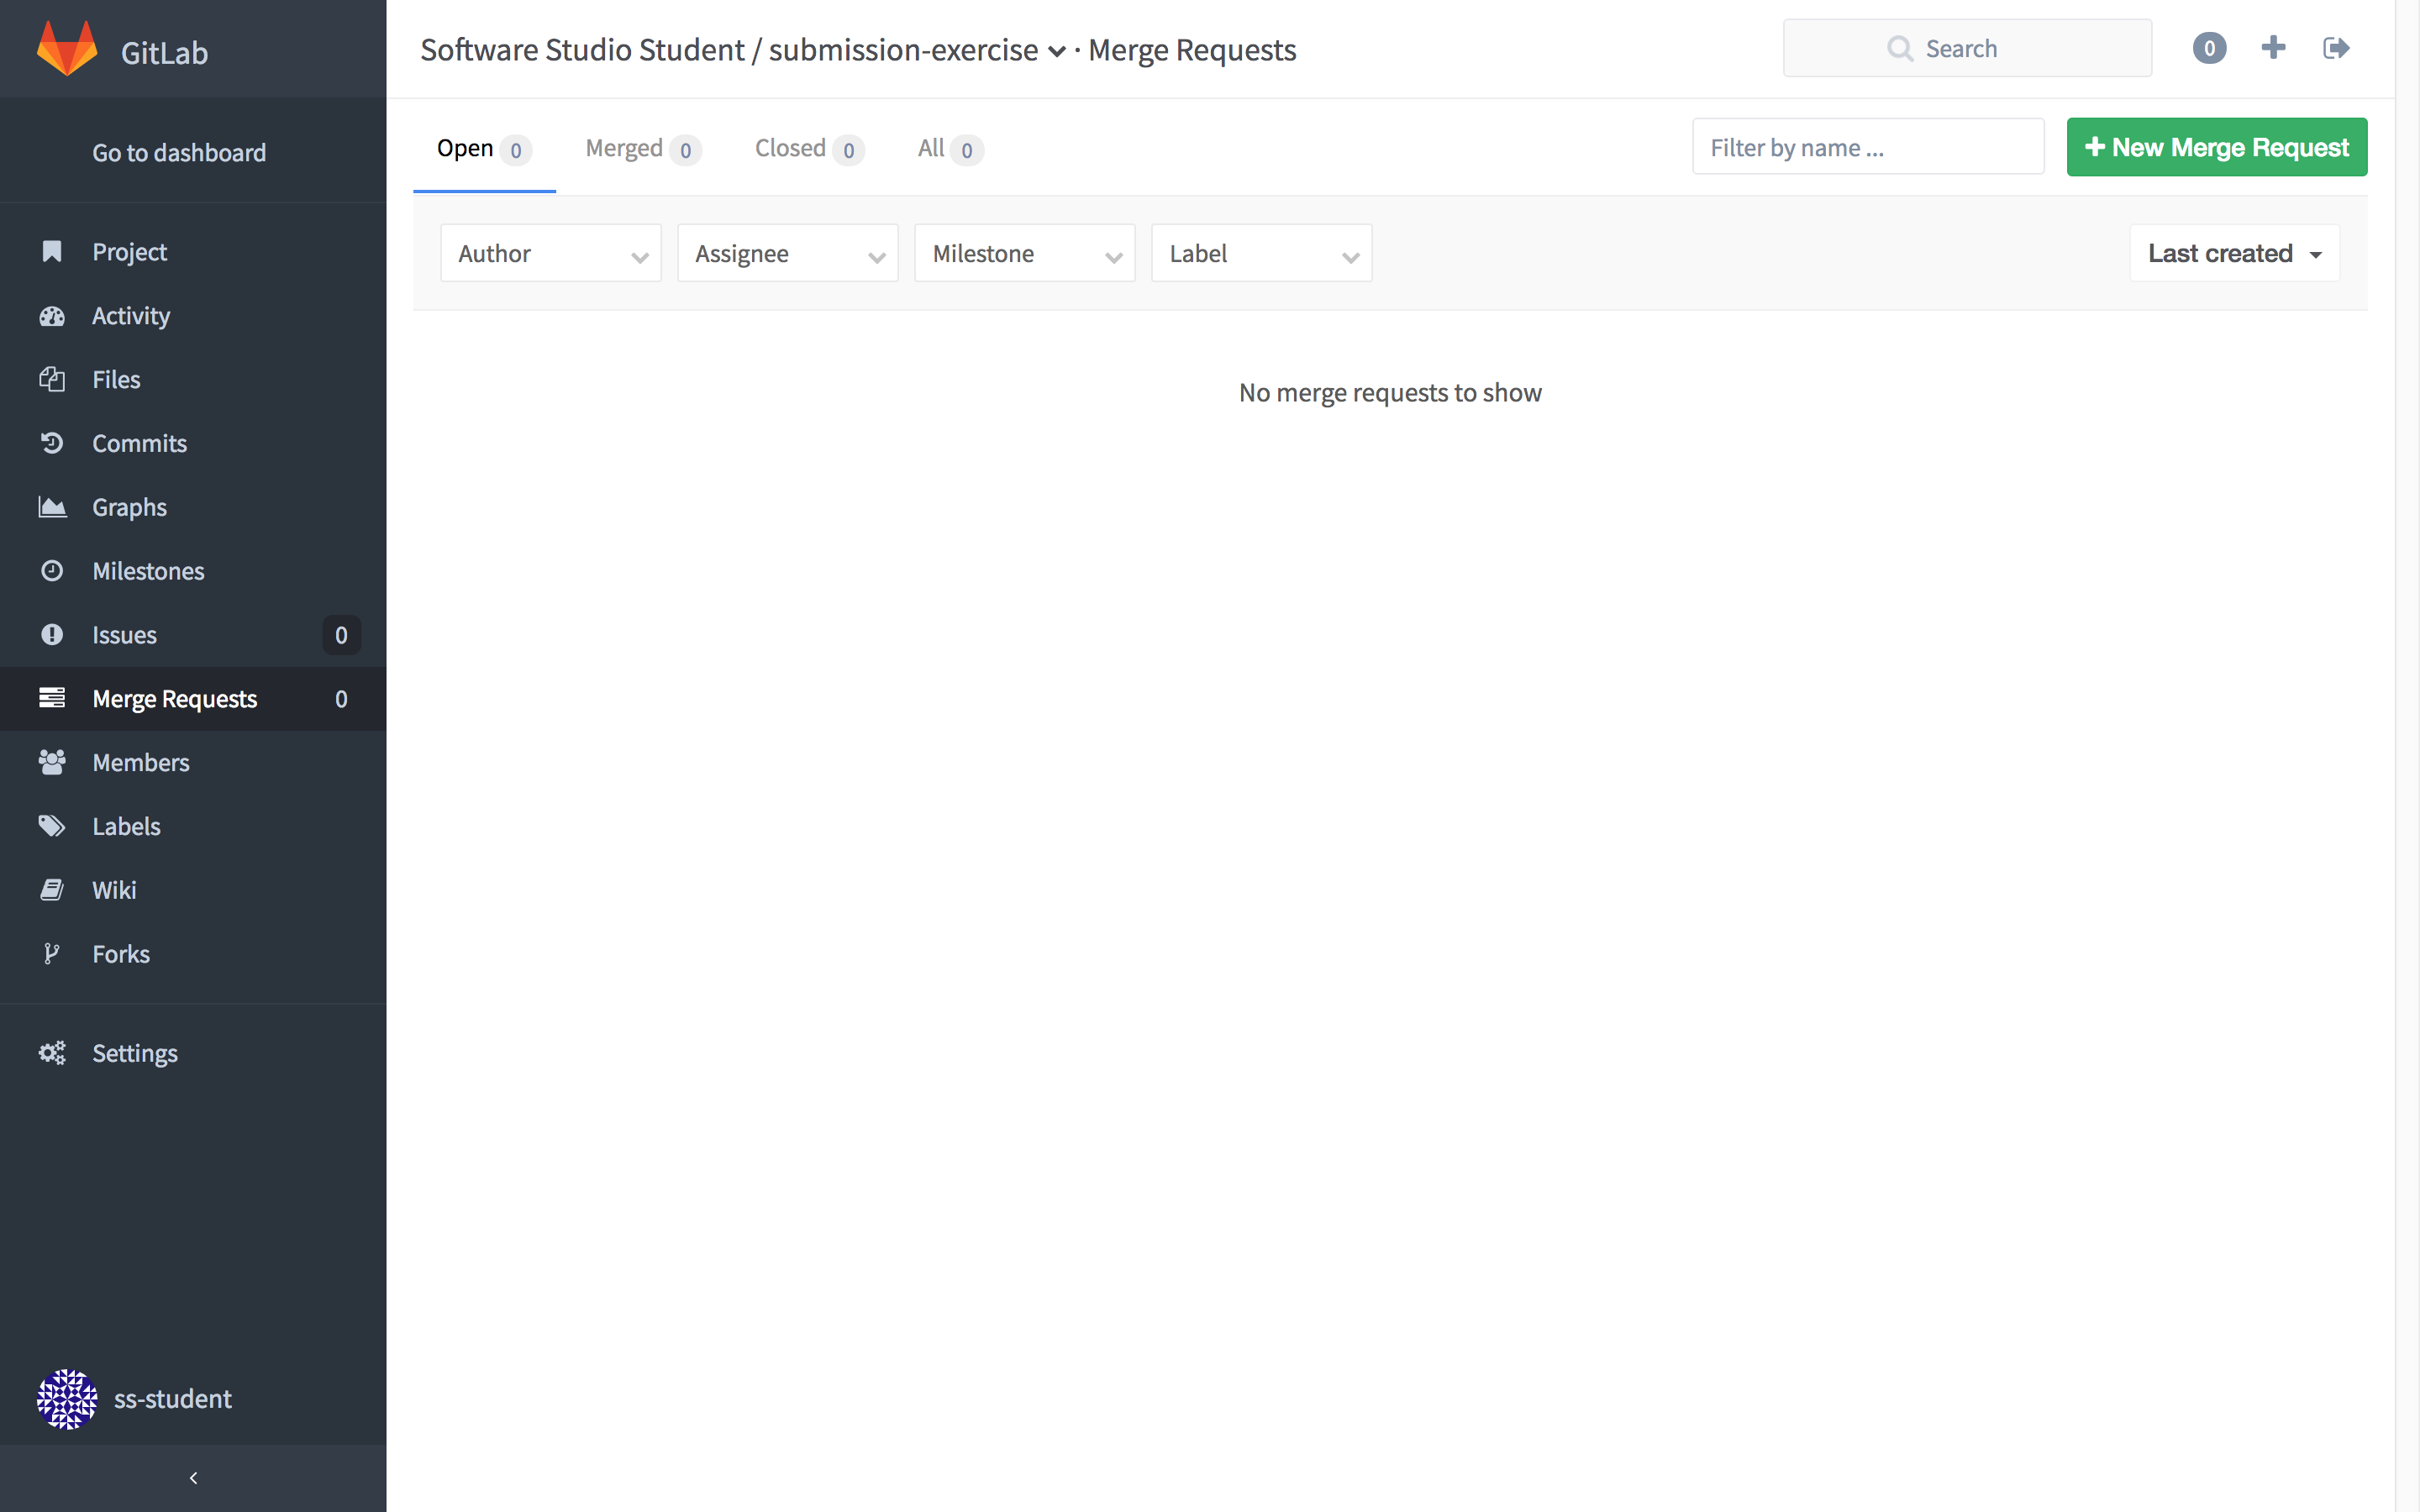 GitLab
Go to dashboard
Project
Activity
Files
Commits
Graphs
Milestones
Issues 0
Merge Requests 0
Members
Labels
Wiki
Forks
Settings
ss-student
Software Studio Student / submission-exercise · Merge Requests
Search
0
Open 0 Merged 0 Closed 0 All 0
Filter by name ...
New Merge Request
Author Assignee Milestone Label
Last created
No merge requests to show